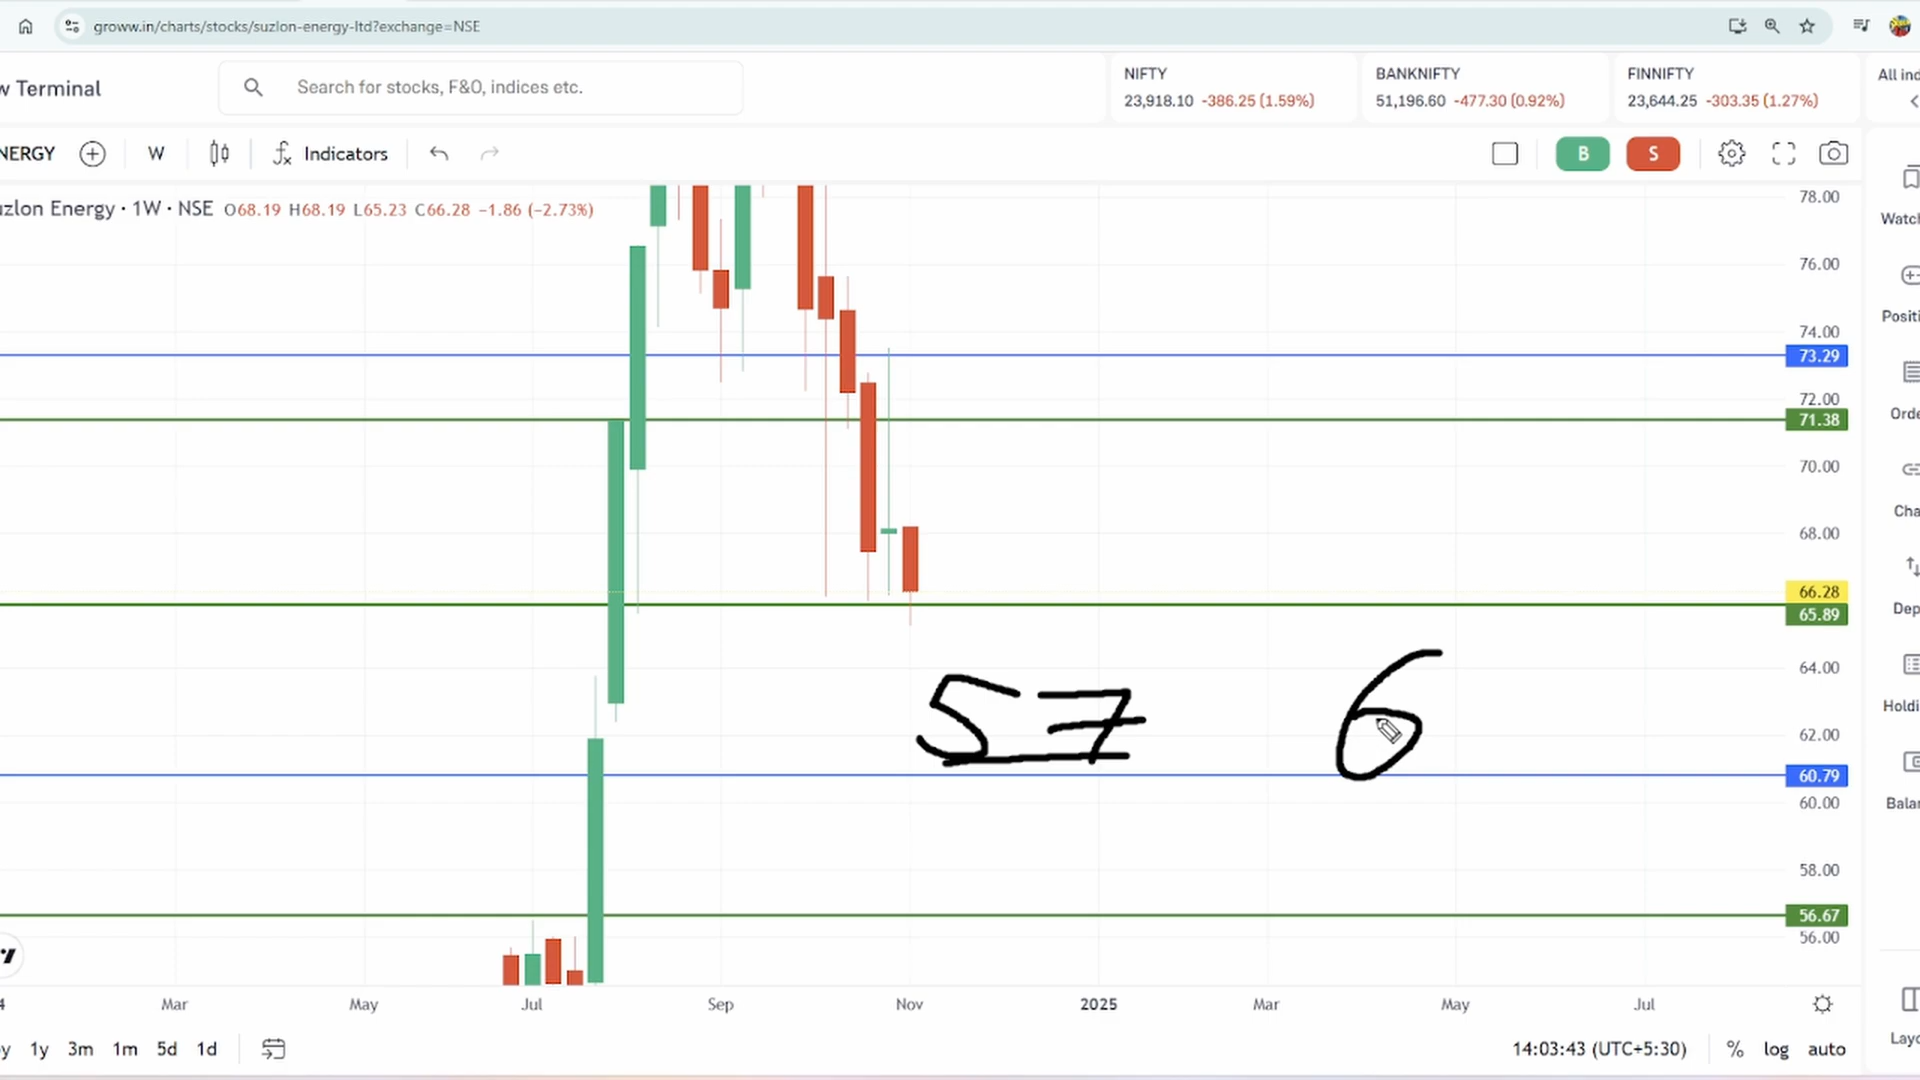 groww.in/charts/stocks/suzlon-energy-ltd?exchange=NSE
w Terminal
Search for stocks, F&O, indices etc.
NIFTY
23,918.10 -386.25 (1.59%)
BANKNIFTY
51,196.60 -477.30 (0.92%)
FINNIFTY
23,644.25 -303.35 (1.27%)
All ind
NERGY
W
Indicators
B
S
uzlon Energy · 1W · NSE O68.19 H68.19 L65.23 C66.28 −1.86 (−2.73%)
78.00
76.00
74.00
73.29
72.00
71.38
70.00
68.00
66.28
65.89
64.00
62.00
60.79
60.00
58.00
56.67
56.00
57 6
Watch
Positi
Orde
Cha
Dep
Holdi
Balan
Layo
4 Mar May Jul Sep Nov 2025 Mar May Jul
y 1y 3m 1m 5d 1d
14:03:43 (UTC+5:30) % log auto